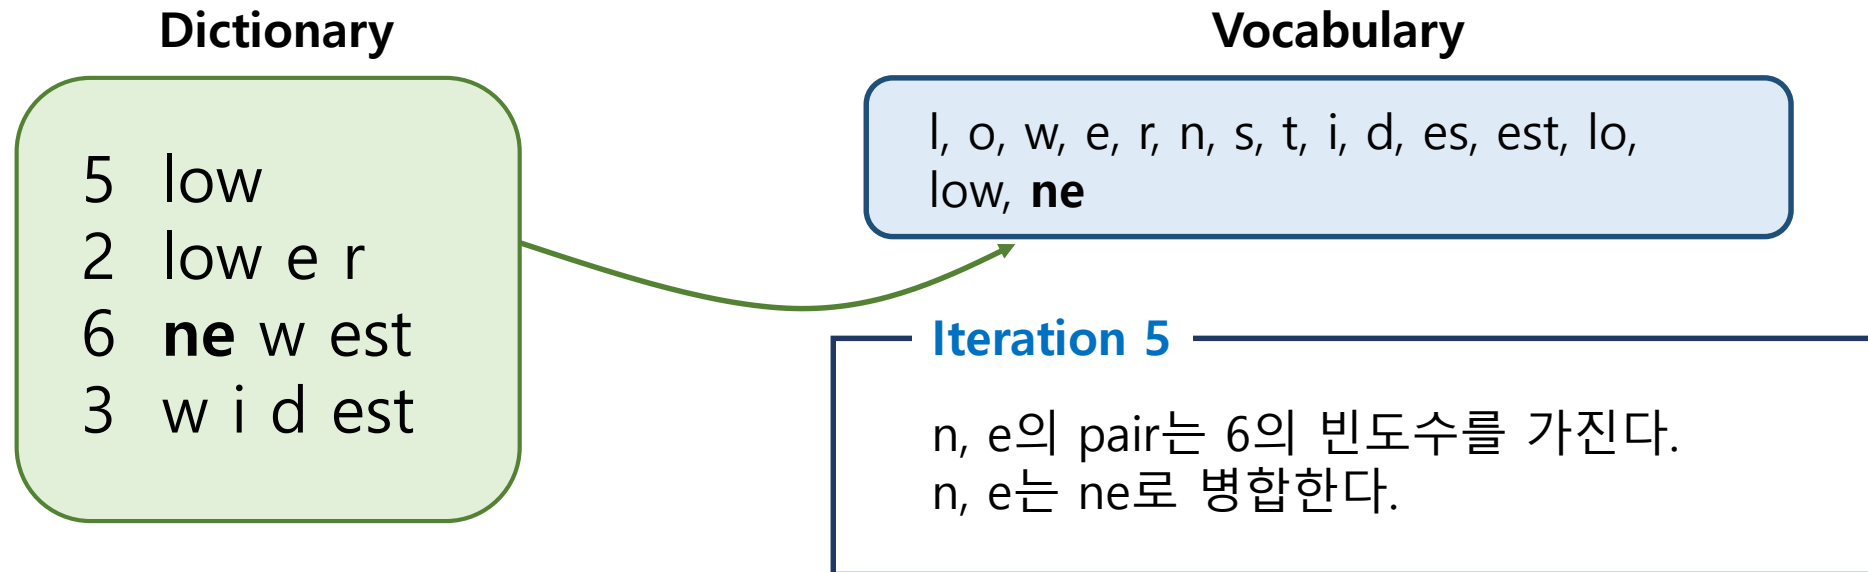 Dictionary
5 low
2 low e r
6 ne w est
3 w i d est
Vocabulary
l, o, w, e, r, n, s, t, i, d, es, est, lo,
low, ne
Iteration 5
n, e의 pair는 6의 빈도수를 가진다.
n, e는 ne로 병합한다.